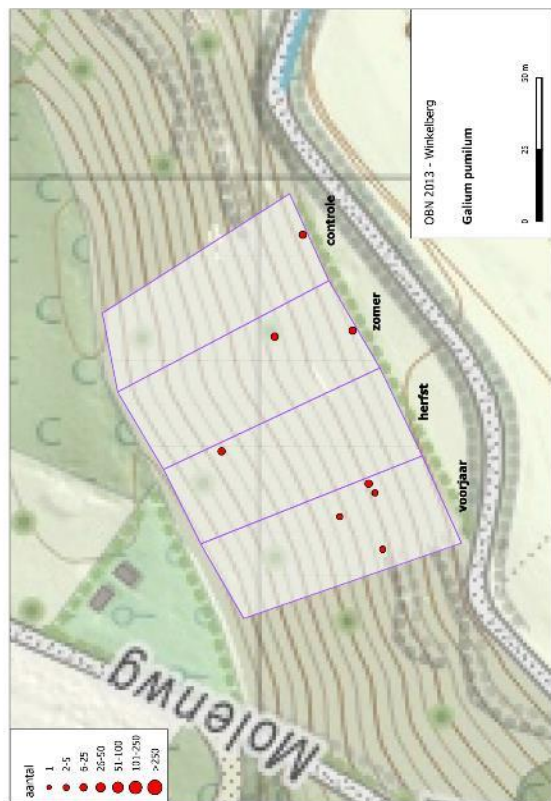 OBN 2013 - Winkelberg
Galium pumilum
0 25 50 m
controle
zomer
herfst
voorjaar
Molenwg
aantal
1
2-5
6-25
26-50
51-100
101-250
>250